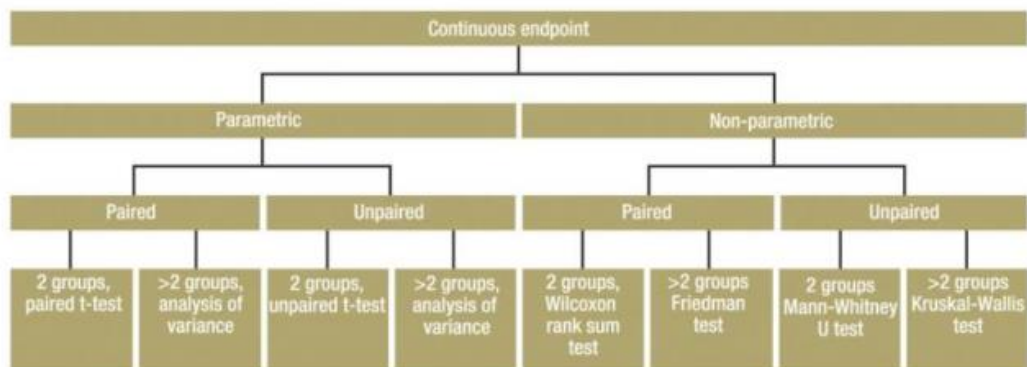 Continuous endpoint
Parametric
Non-parametric
Paired
Unpaired
Paired
Unpaired
2 groups,
paired t-test
>2 groups,
analysis of
variance
2 groups,
unpaired t-test
>2 groups,
analysis of
variance
2 groups,
Wilcoxon
rank sum
test
>2 groups
Friedman
test
2 groups
Mann-Whitney
U test
>2 groups
Kruskal-Wallis
test